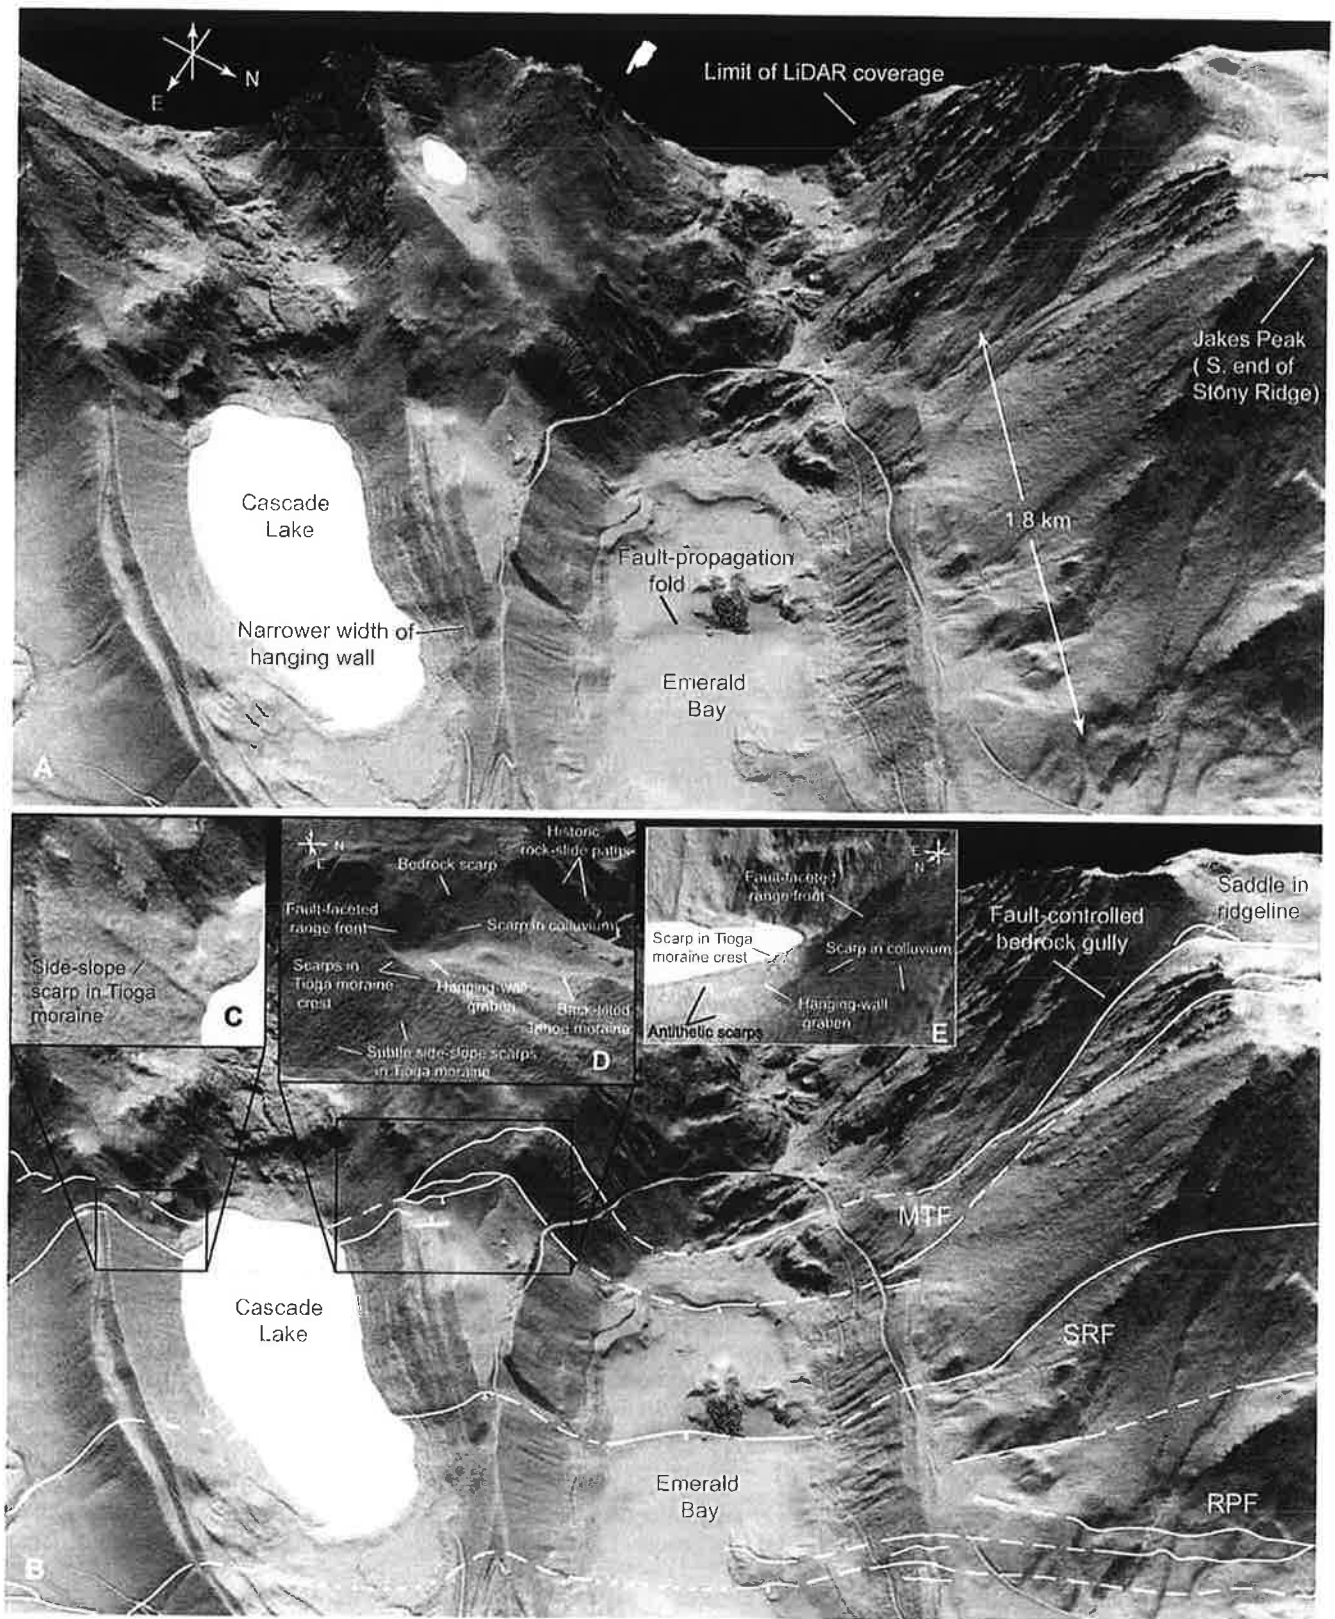 E
N
Limit of LiDAR coverage
Jakes Peak
( S. end of
Stony Ridge)
Cascade
Lake
1.8 km
Fault-propagation
fold
Narrower width of
hanging wall
Emerald
Bay
A
Side-slope
scarp in Tioga
moraine
C
N
E
Historic
rock-slide paths
Bedrock scarp
Fault-faceted
range front
Scarp in colluvium
Scarps in
Tioga moraine
crest
Hanging-wall
graben
Back-tilted
Tahoe moraine
Subtle side-slope scarps
in Tioga moraine
D
E
N
Fault-faceted
range front
Scarp in Tioga
moraine crest
Scarp in colluvium
Hanging-wall
graben
Antithetic scarps
E
Fault-controlled
bedrock gully
Saddle in
ridgeline
MTF
SRF
Cascade
Lake
Emerald
Bay
RPF
B